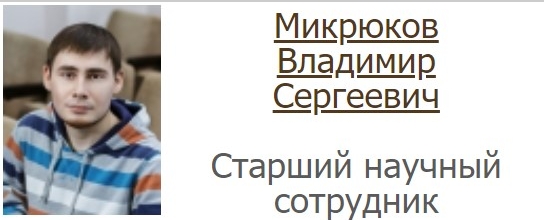 Микрюков
Владимир
Сергеевич
Старший научный
сотрудник